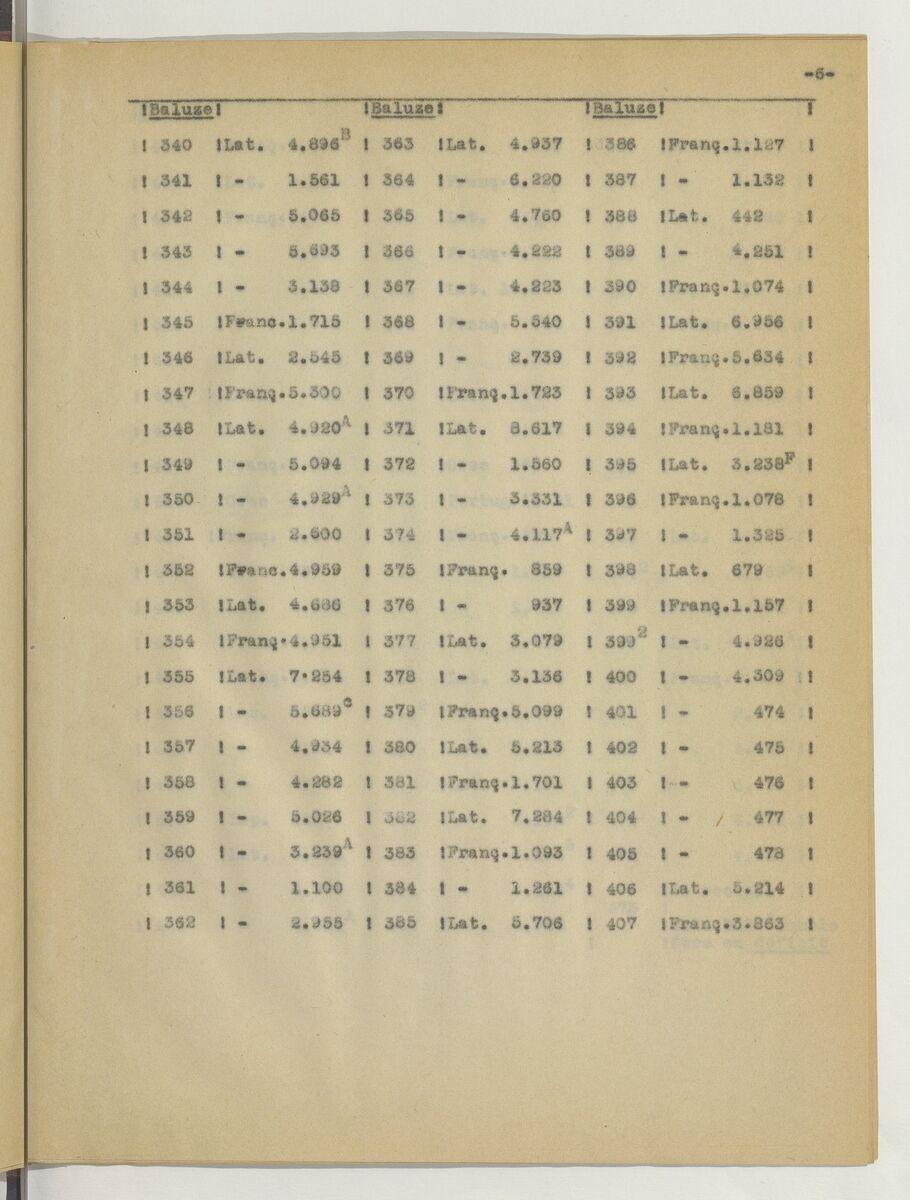 -6-
!Baluze! !Baluze! !Baluze! !
! 340 !Lat. 4.896B ! 363 !Lat. 4.937 ! 386 !Franç.1.127 !
! 341 ! - 1.561 ! 364 ! - 6.220 ! 387 ! - 1.132 !
! 342 ! - 5.065 ! 365 ! - 4.760 ! 388 !Lat. 442 !
! 343 ! - 5.693 ! 366 ! - 4.222 ! 389 ! - 4.251 !
! 344 ! - 3.138 ! 367 ! - 4.223 ! 390 !Franç.1.074 !
! 345 !Franc.1.715 ! 368 ! - 5.540 ! 391 !Lat. 6.956 !
! 346 !Lat. 2.545 ! 369 ! - 2.739 ! 392 !Franç.5.634 !
! 347 !Franç.5.300 ! 370 !Franç.1.723 ! 393 !Lat. 6.859 !
! 348 !Lat. 4.920A ! 371 !Lat. 8.617 ! 394 !Franç.1.181 !
! 349 ! - 5.094 ! 372 ! - 1.560 ! 395 !Lat. 3.238F !
! 350 ! - 4.929A ! 373 ! - 3.331 ! 396 !Franç.1.078 !
! 351 ! - 2.600 ! 374 ! - 4.117A ! 397 ! - 1.325 !
! 352 !Franc.4.959 ! 375 !Franç. 859 ! 398 !Lat. 679 !
! 353 !Lat. 4.686 ! 376 ! - 937 ! 399 !Franç.1.157 !
! 354 !Franç.4.951 ! 377 !Lat. 3.079 ! 399² ! - 4.926 !
! 355 !Lat. 7.254 ! 378 ! - 3.136 ! 400 ! - 4.309 !
! 356 ! - 5.689C ! 379 !Franç.5.099 ! 401 ! - 474 !
! 357 ! - 4.934 ! 380 !Lat. 5.213 ! 402 ! - 475 !
! 358 ! - 4.282 ! 381 !Franç.1.701 ! 403 ! - 476 !
! 359 ! - 5.026 ! 382 !Lat. 7.284 ! 404 ! - 477 !
! 360 ! - 3.239A ! 383 !Franç.1.093 ! 405 ! - 478 !
! 361 ! - 1.100 ! 384 ! - 1.261 ! 406 !Lat. 5.214 !
! 362 ! - 2.955 ! 385 !Lat. 5.706 ! 407 !Franç.3.863 !